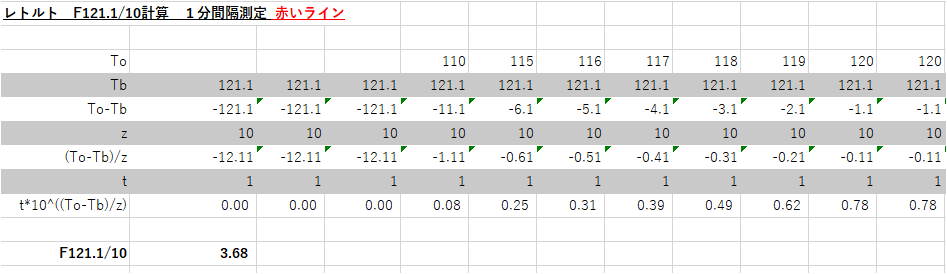 レトルト　F121.1/10計算　１分間隔測定　赤いライン
To 110 115 116 117 118 119 120 120
Tb 121.1 121.1 121.1 121.1 121.1 121.1 121.1 121.1 121.1 121.1 121.1
To-Tb -121.1 -121.1 -121.1 -11.1 -6.1 -5.1 -4.1 -3.1 -2.1 -1.1 -1.1
z 10 10 10 10 10 10 10 10 10 10 10
(To-Tb)/z -12.11 -12.11 -12.11 -1.11 -0.61 -0.51 -0.41 -0.31 -0.21 -0.11 -0.11
t 1 1 1 1 1 1 1 1 1 1 1
t*10^((To-Tb)/z) 0.00 0.00 0.00 0.08 0.25 0.31 0.39 0.49 0.62 0.78 0.78
F121.1/10 3.68